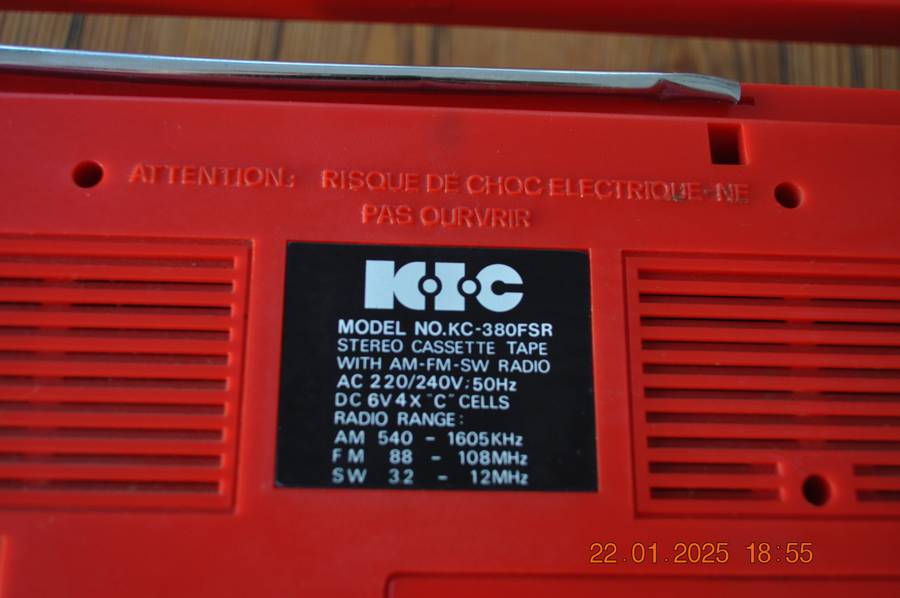 ATTENTION: RISQUE DE CHOC ELECTRIQUE-NE
PAS OURVRIR
K·I·C
MODEL NO.KC-380FSR
STEREO CASSETTE TAPE
WITH AM-FM-SW RADIO
AC 220/240V; 50Hz
DC 6V 4X "C" CELLS
RADIO RANGE:
AM 540 - 1605KHz
FM 88 - 108MHz
SW 3.2 - 12MHz
22.01.2025 18:55